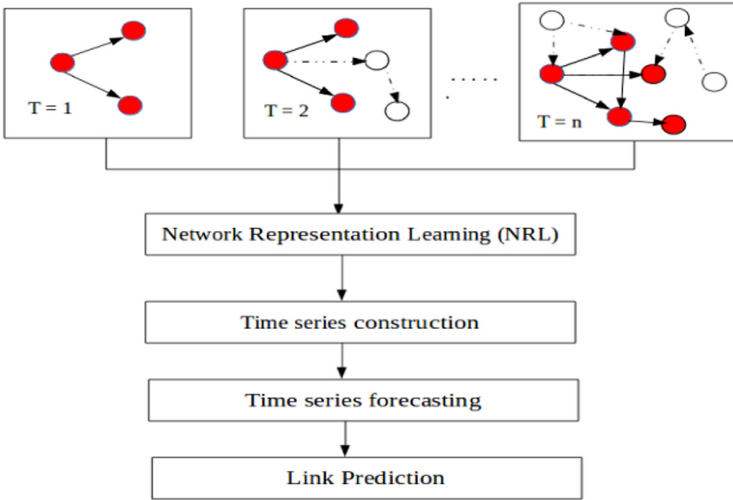 T = 1
T = 2
T = n
Network Representation Learning (NRL)
Time series construction
Time series forecasting
Link Prediction